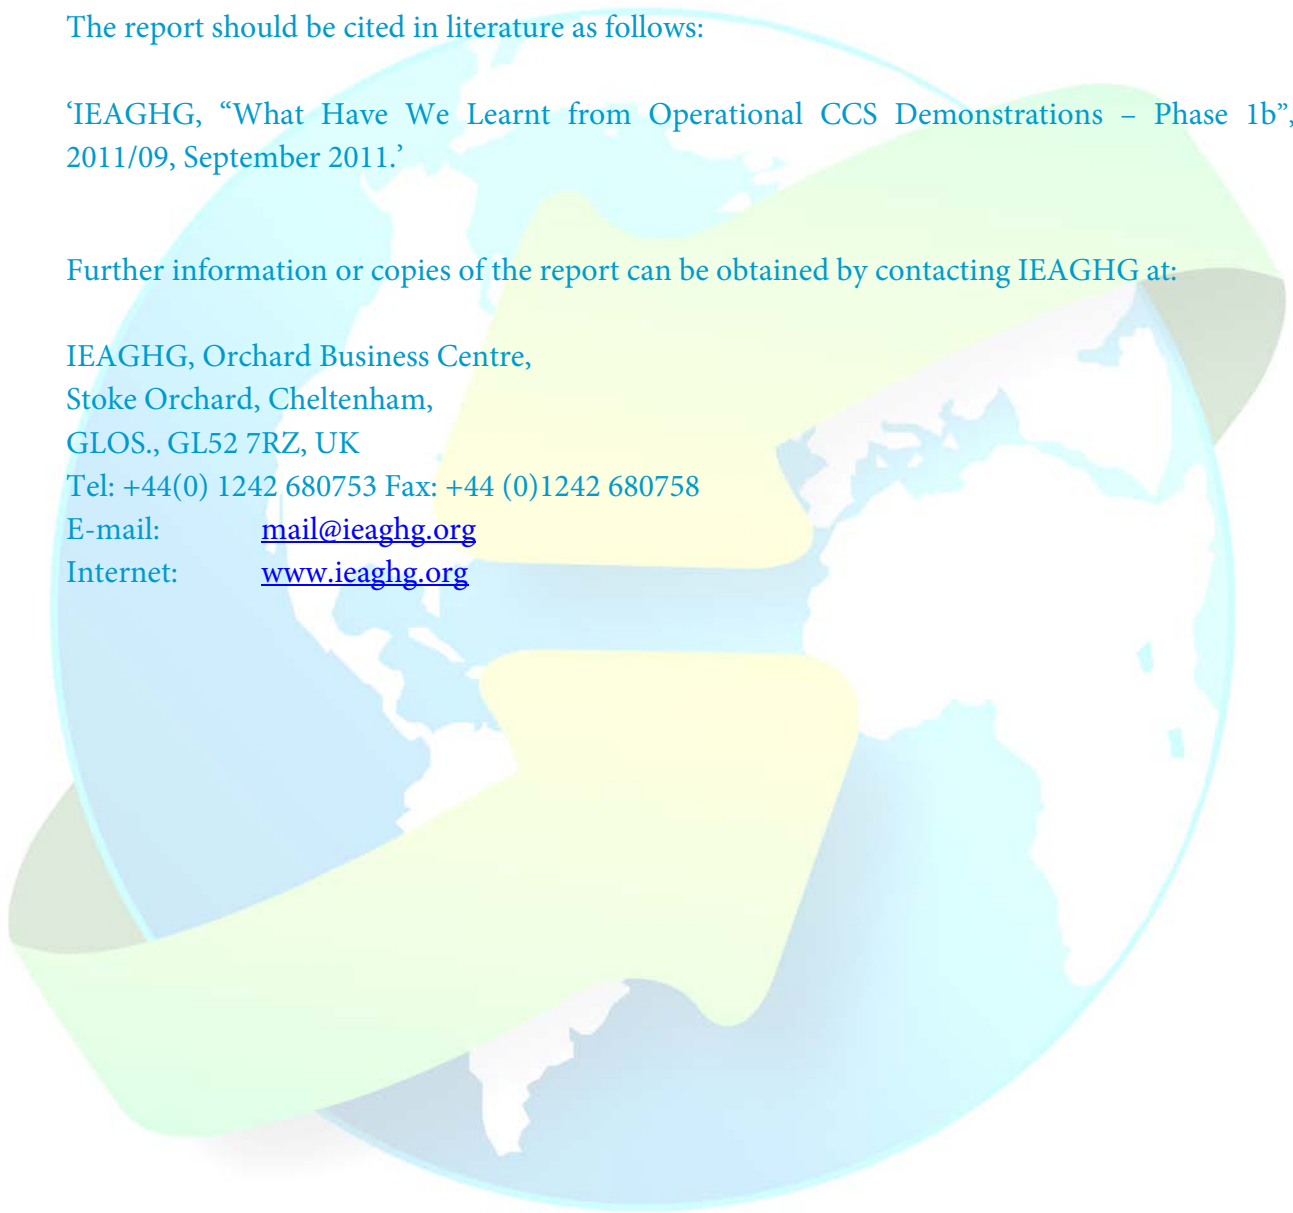 The report should be cited in literature as follows:
‘IEAGHG, “What Have We Learnt from Operational CCS Demonstrations – Phase 1b”,
2011/09, September 2011.’
Further information or copies of the report can be obtained by contacting IEAGHG at:
IEAGHG, Orchard Business Centre,
Stoke Orchard, Cheltenham,
GLOS., GL52 7RZ, UK
Tel: +44(0) 1242 680753 Fax: +44 (0)1242 680758
E-mail: mail@ieaghg.org
Internet: www.ieaghg.org